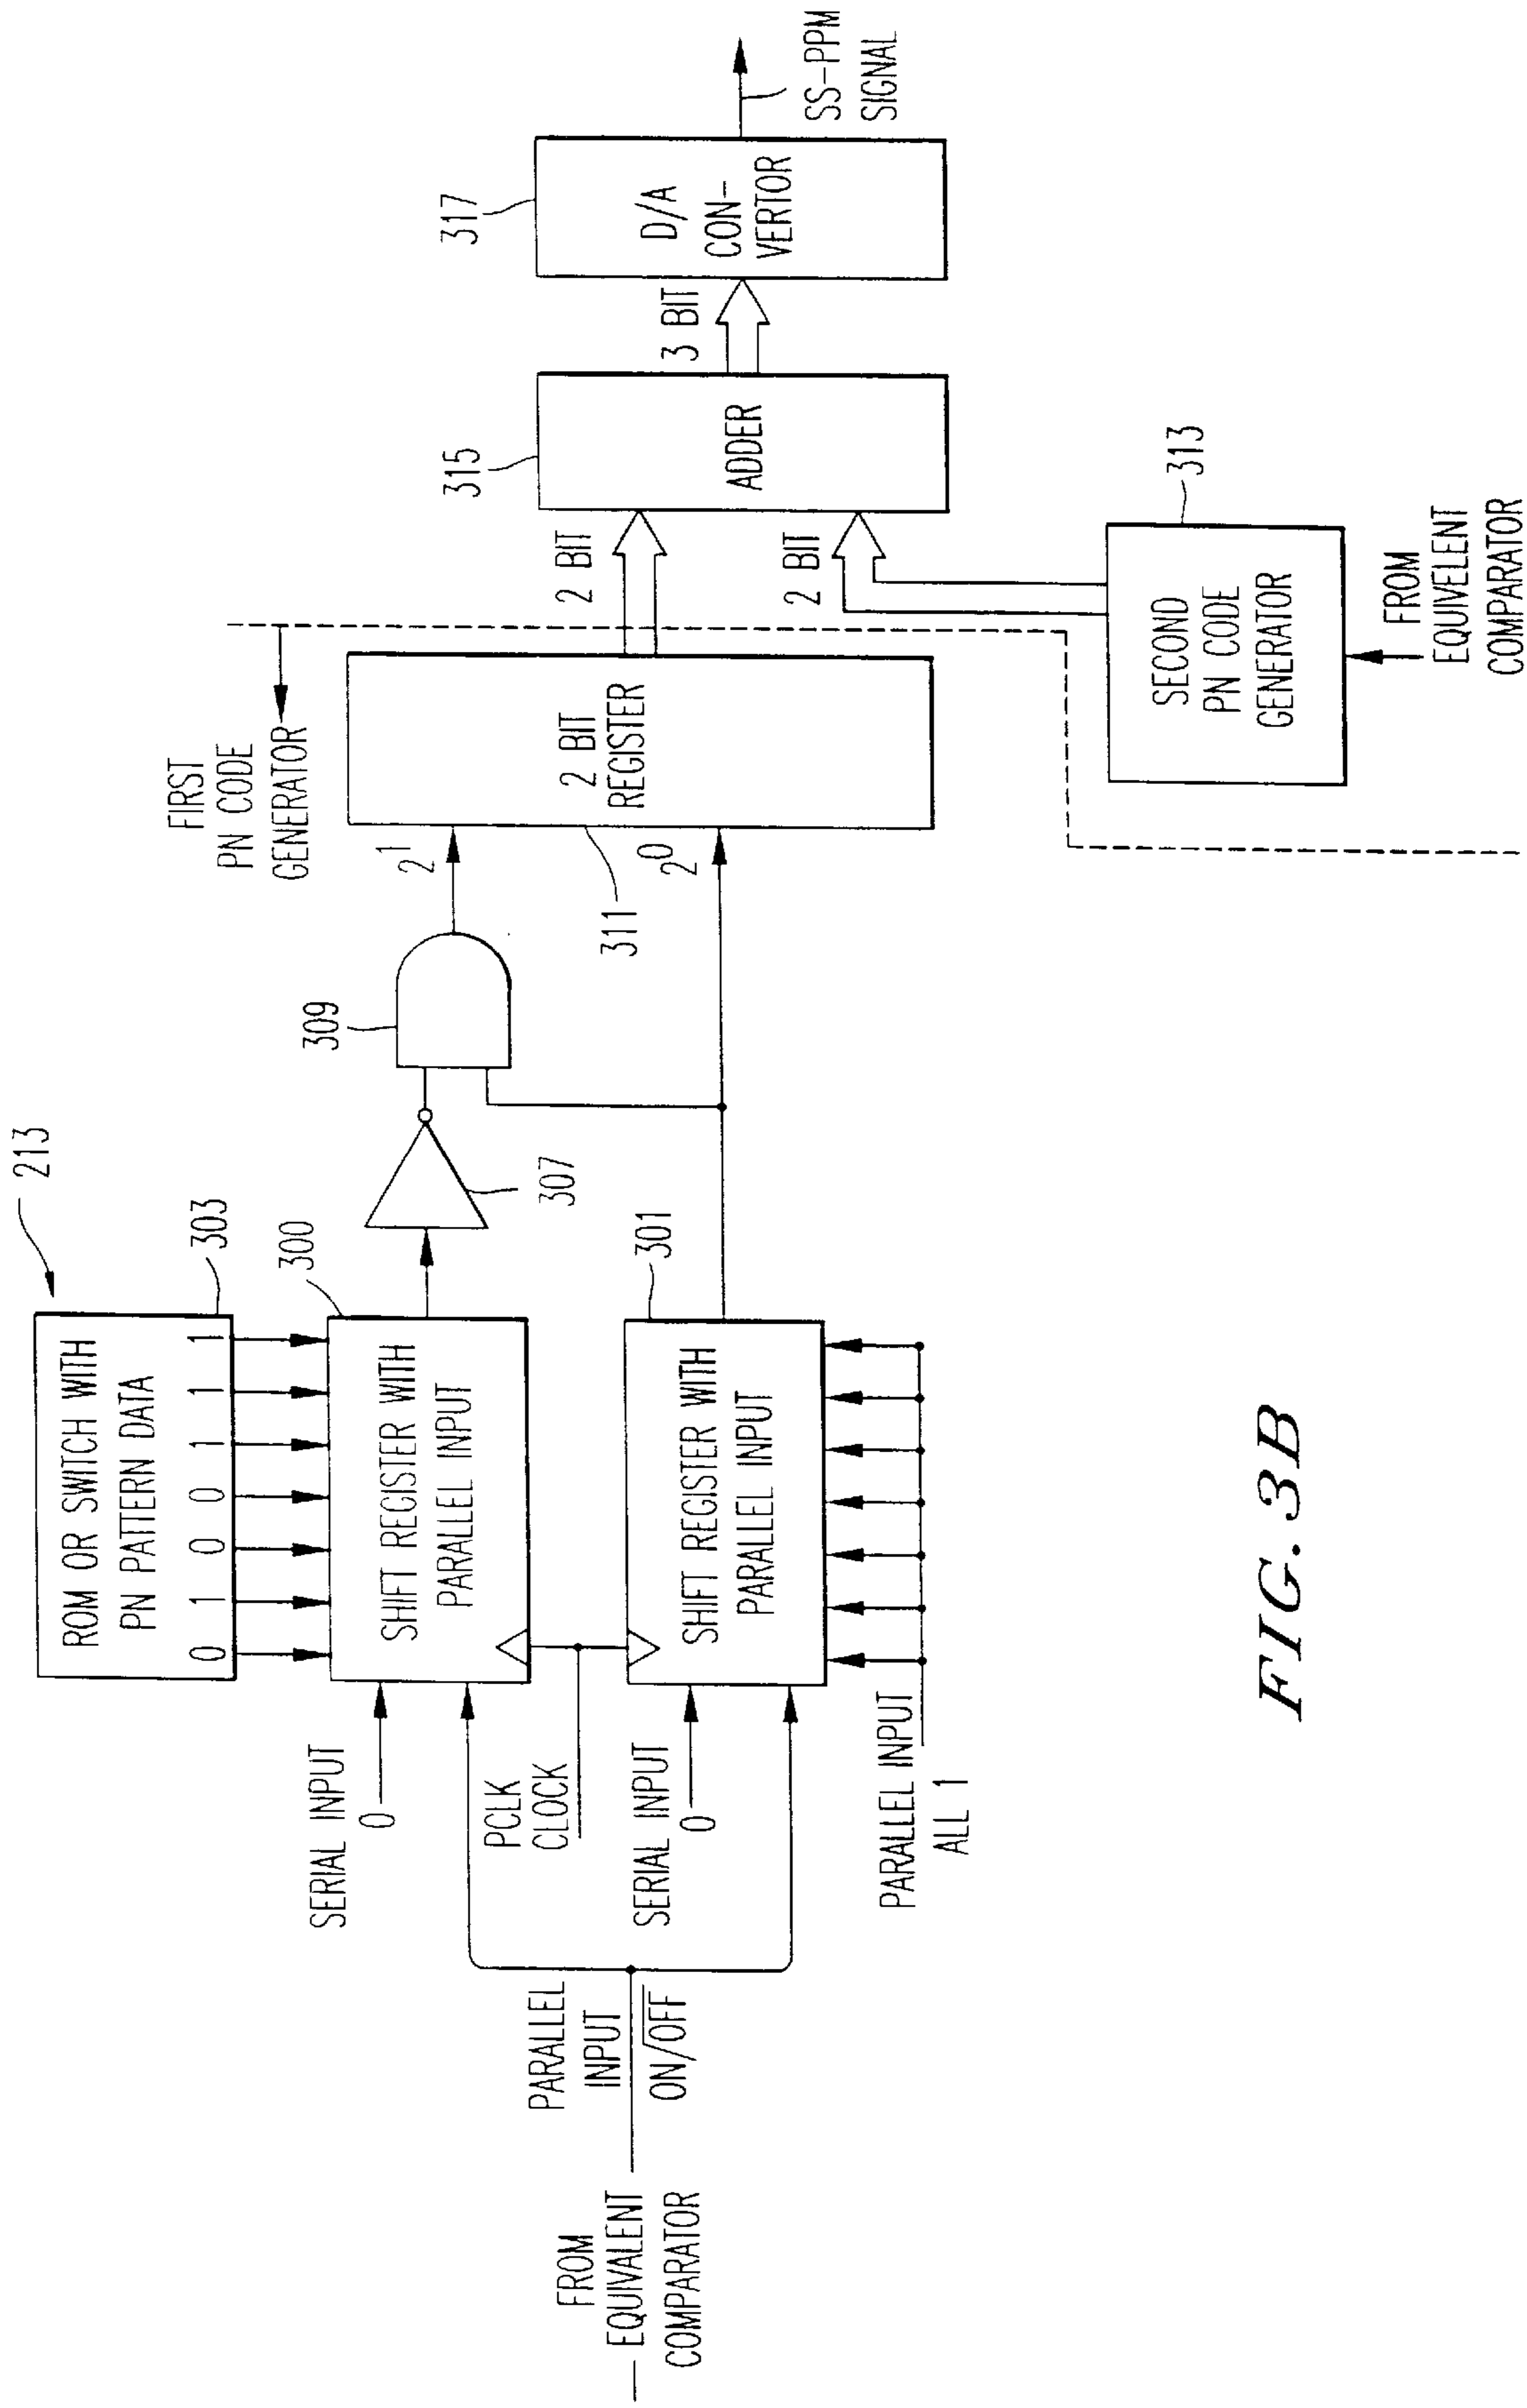 213
ROM OR SWITCH WITH
PN PATTERN DATA
0 1 0 0 1 1 1
303
SERIAL INPUT
0
300
SHIFT REGISTER WITH
PARALLEL INPUT
307
309
FIRST
PN CODE
GENERATOR
2¹
2⁰
311
2 BIT
REGISTER
2 BIT
2 BIT
315
ADDER
3 BIT
317
D/A
CON-
VERTOR
SS-PPM
SIGNAL
PCLK
CLOCK
FROM
EQUIVALENT
COMPARATOR
PARALLEL
INPUT
ON/O̅F̅F̅
SERIAL INPUT
0
301
SHIFT REGISTER WITH
PARALLEL INPUT
PARALLEL INPUT
ALL 1
313
SECOND
PN CODE
GENERATOR
FROM
EQUIVELENT
COMPARATOR
FIG. 3B